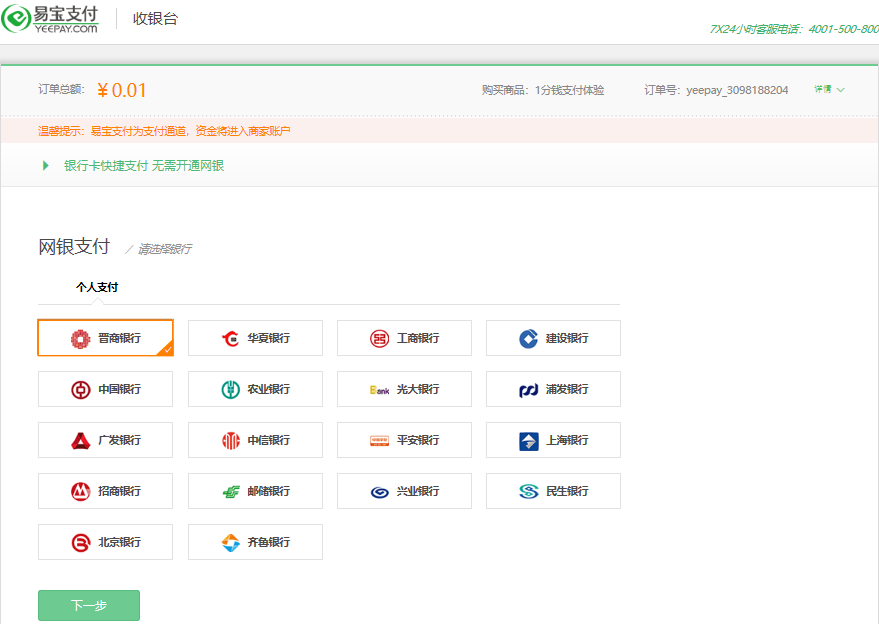 易宝支付
YEEPAY.COM
收银台
7X24小时客服电话：4001-500-800
订单总额: ￥0.01
购买商品：1分钱支付体验 订单号：yeepay_3098188204 详情
温馨提示：易宝支付为支付通道，资金将进入商家账户
银行卡快捷支付 无需开通网银
网银支付 / 请选择银行
个人支付
晋商银行 华夏银行 工商银行 建设银行
中国银行 农业银行 Bank 光大银行 浦发银行
广发银行 中信银行 平安银行 上海银行
招商银行 邮储银行 兴业银行 民生银行
北京银行 齐鲁银行
下一步